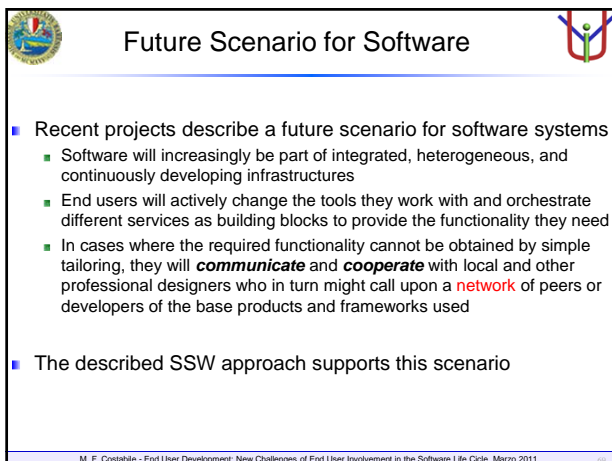 Future Scenario for Software
Recent projects describe a future scenario for software systems
Software will increasingly be part of integrated, heterogeneous, and
continuously developing infrastructures
End users will actively change the tools they work with and orchestrate
different services as building blocks to provide the functionality they need
In cases where the required functionality cannot be obtained by simple
tailoring, they will communicate and cooperate with local and other
professional designers who in turn might call upon a network of peers or
developers of the base products and frameworks used
The described SSW approach supports this scenario
M. F. Costabile - End User Development: New Challenges of End User Involvement in the Software Life Cicle, Marzo 2011